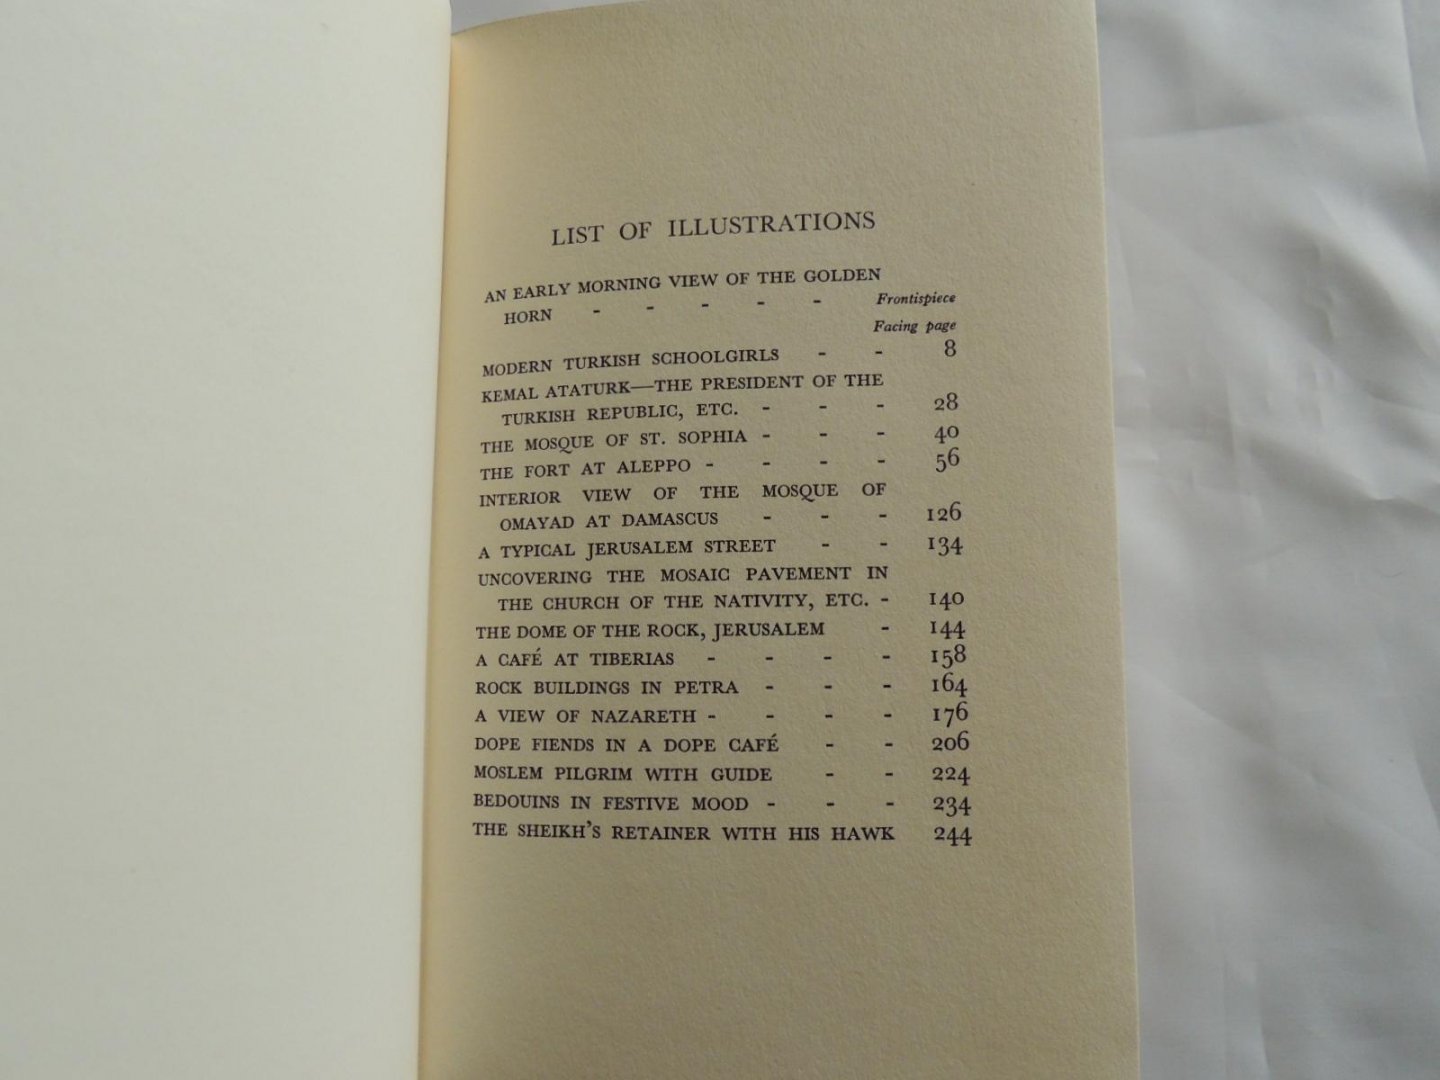 LIST OF ILLUSTRATIONS
AN EARLY MORNING VIEW OF THE GOLDEN
HORN - - - - - Frontispiece
Facing page
MODERN TURKISH SCHOOLGIRLS - - 8
KEMAL ATATURK—THE PRESIDENT OF THE
TURKISH REPUBLIC, ETC. - - - 28
THE MOSQUE OF ST. SOPHIA - - - 40
THE FORT AT ALEPPO - - - - 56
INTERIOR VIEW OF THE MOSQUE OF
OMAYAD AT DAMASCUS - - - 126
A TYPICAL JERUSALEM STREET - - 134
UNCOVERING THE MOSAIC PAVEMENT IN
THE CHURCH OF THE NATIVITY, ETC. - 140
THE DOME OF THE ROCK, JERUSALEM - 144
A CAFÉ AT TIBERIAS - - - - 158
ROCK BUILDINGS IN PETRA - - - 164
A VIEW OF NAZARETH - - - - 176
DOPE FIENDS IN A DOPE CAFÉ - - 206
MOSLEM PILGRIM WITH GUIDE - - 224
BEDOUINS IN FESTIVE MOOD - - - 234
THE SHEIKH'S RETAINER WITH HIS HAWK 244